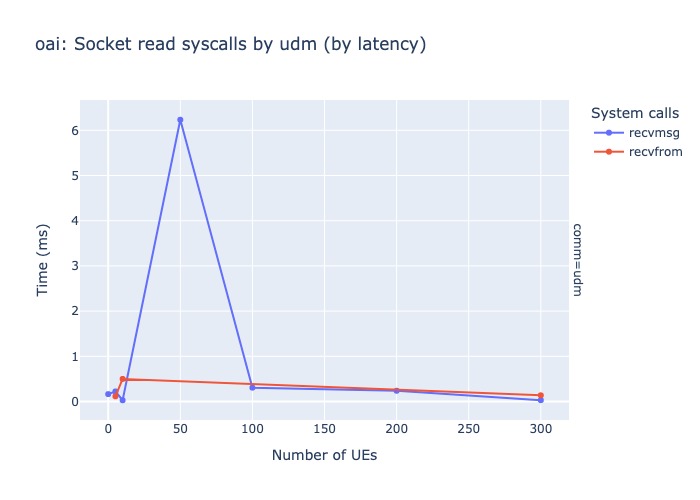 oai: Socket read syscalls by udm (by latency)
System calls
recvmsg
recvfrom
6
5
4
3
2
1
0
Time (ms)
comm=udm
0 50 100 150 200 250 300
Number of UEs